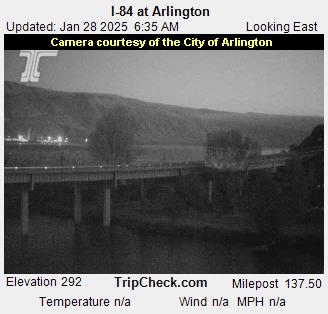 I-84 at Arlington
Updated: Jan 28 2025 6:35 AM Looking East
Camera courtesy of the City of Arlington
Elevation 292 TripCheck.com Milepost 137.50
Temperature n/a Wind n/a MPH n/a